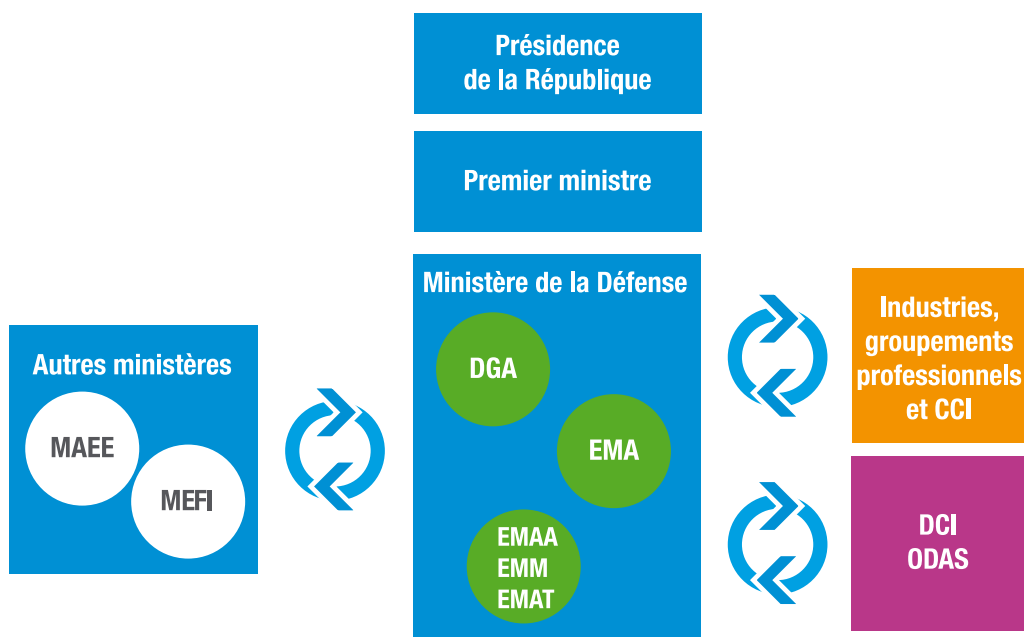 Présidence
de la République
Premier ministre
Ministère de la Défense
DGA
EMA
EMAA
EMM
EMAT
Autres ministères
MAEE
MEFI
Industries,
groupements
professionnels
et CCI
DCI
ODAS